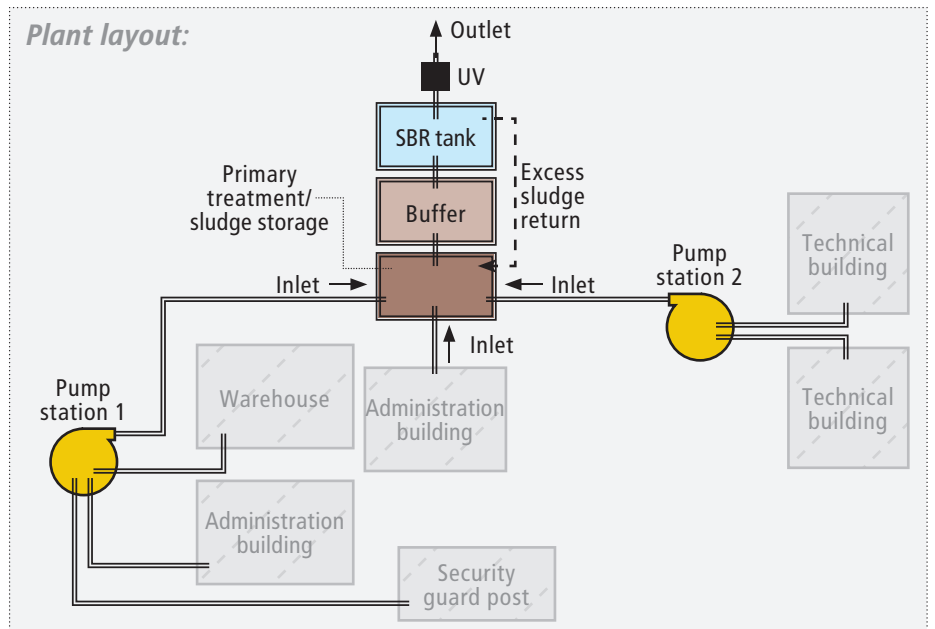 Plant layout:
Outlet
UV
SBR tank
Primary
treatment/
sludge storage
Excess
sludge
return
Buffer
Technical
building
Pump
station 2
Inlet
Inlet
Inlet
Pump
station 1
Warehouse
Administration
building
Technical
building
Administration
building
Security
guard post